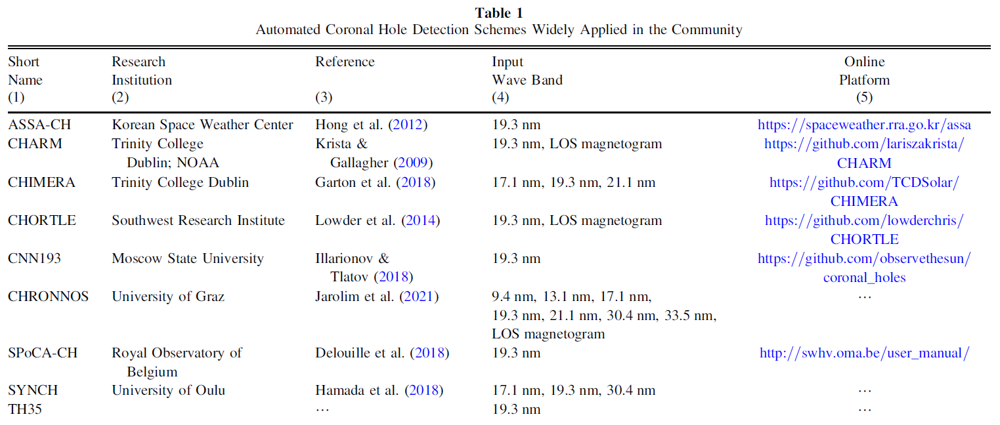 Table 1
Automated Coronal Hole Detection Schemes Widely Applied in the Community
Short Research Reference Input Online
Name Institution Wave Band Platform
(1) (2) (3) (4) (5)
ASSA-CH Korean Space Weather Center Hong et al. (2012) 19.3 nm https://spaceweather.rra.go.kr/assa
CHARM Trinity College Krista & 19.3 nm, LOS magnetogram https://github.com/lariszakrista/
Dublin; NOAA Gallagher (2009) CHARM
CHIMERA Trinity College Dublin Garton et al. (2018) 17.1 nm, 19.3 nm, 21.1 nm https://github.com/TCDSolar/
CHIMERA
CHORTLE Southwest Research Institute Lowder et al. (2014) 19.3 nm, LOS magnetogram https://github.com/lowderchris/
CHORTLE
CNN193 Moscow State University Illarionov & 19.3 nm https://github.com/observethesun/
Tlatov (2018) coronal_holes
CHRONNOS University of Graz Jarolim et al. (2021) 9.4 nm, 13.1 nm, 17.1 nm, ⋯
19.3 nm, 21.1 nm, 30.4 nm, 33.5 nm,
LOS magnetogram
SPoCA-CH Royal Observatory of Delouille et al. (2018) 19.3 nm http://swhv.oma.be/user_manual/
Belgium
SYNCH University of Oulu Hamada et al. (2018) 17.1 nm, 19.3 nm, 30.4 nm ⋯
TH35 ⋯ 19.3 nm ⋯